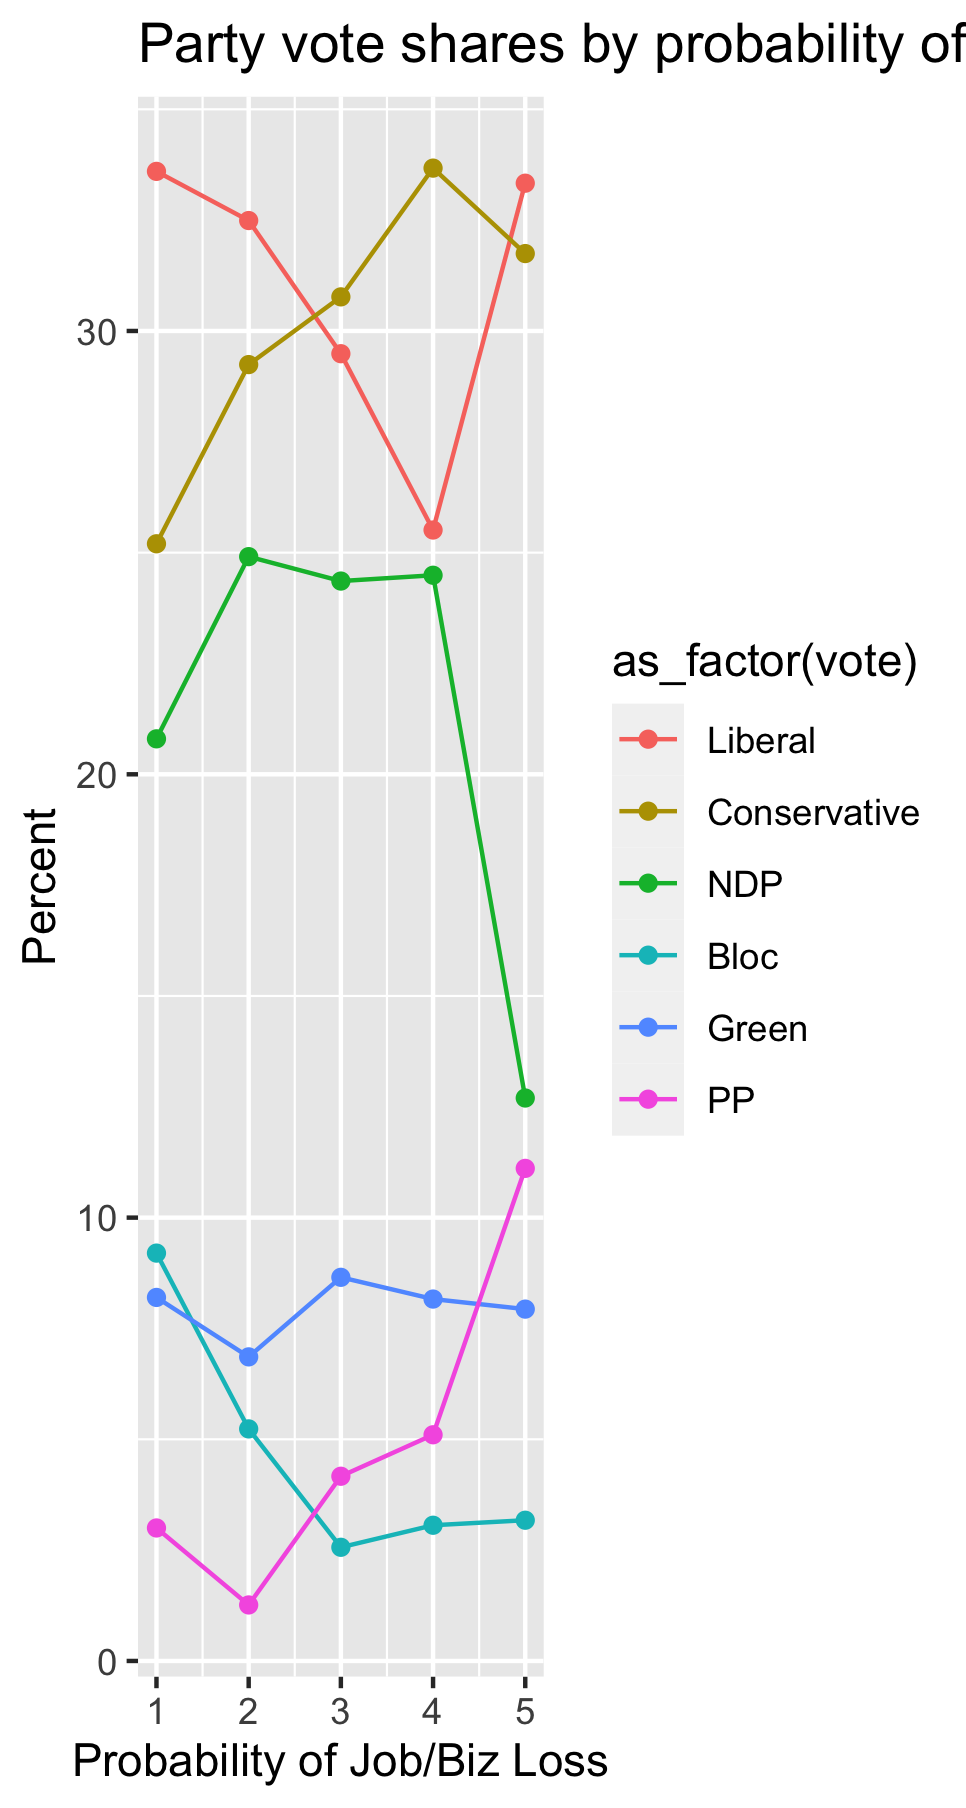 Party vote shares by probability of
30
20
10
0
Percent
1 2 3 4 5
Probability of Job/Biz Loss
as_factor(vote)
Liberal
Conservative
NDP
Bloc
Green
PP